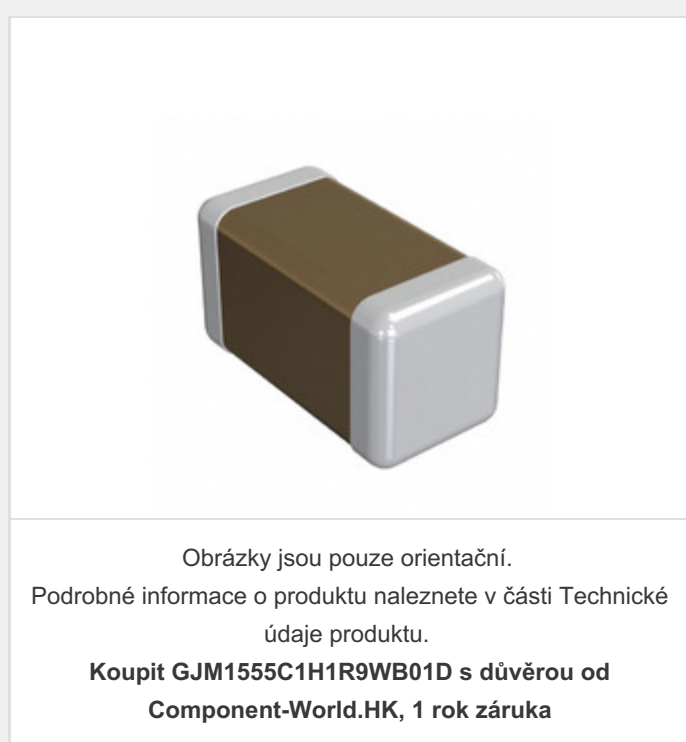 Obrázky jsou pouze orientační.
Podrobné informace o produktu naleznete v části Technické
údaje produktu.
Koupit GJM1555C1H1R9WB01D s důvěrou od
Component-World.HK, 1 rok záruka